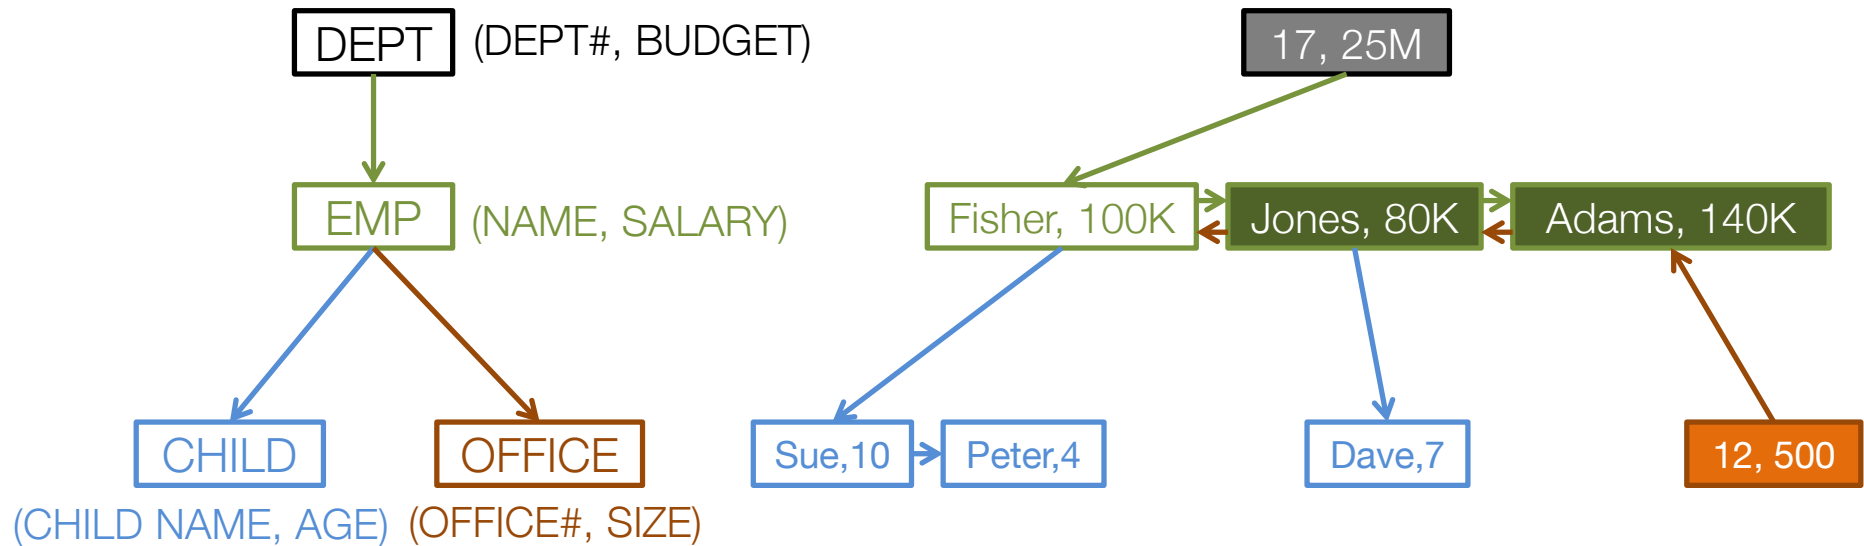 DEPT
(DEPT#, BUDGET)
17, 25M
EMP
(NAME, SALARY)
Fisher, 100K
Jones, 80K
Adams, 140K
CHILD
OFFICE
Sue,10
Peter,4
Dave,7
12, 500
(CHILD NAME, AGE)
(OFFICE#, SIZE)